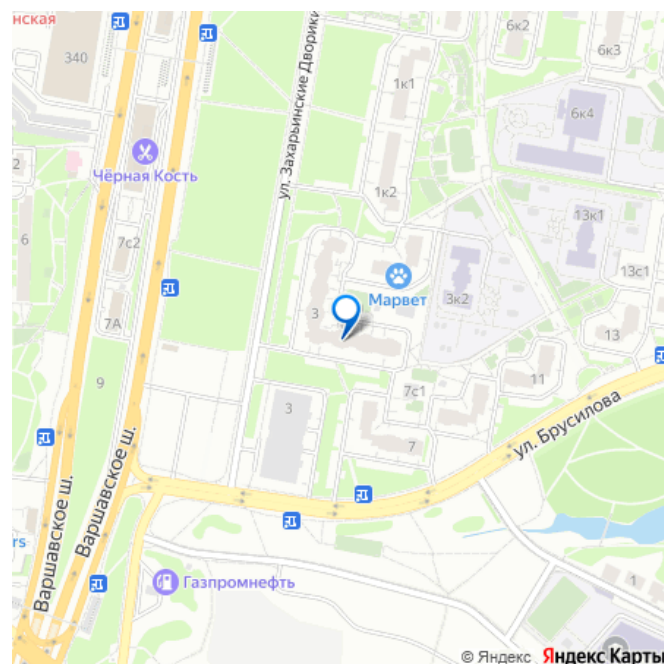 инская
340
6к2
6к3
1к1
6к4
ул. Захарьинские Дворики
Чёрная Кость
2
1к2
13к1
6
7с2
13с1
Марвет
3к2
7А
3
13
9
11
7с1
3
7
ул. Брусилова
Варшавское ш.
Варшавское ш.
rs
Газпромнефть
1
© Яндекс Яндекс Карты